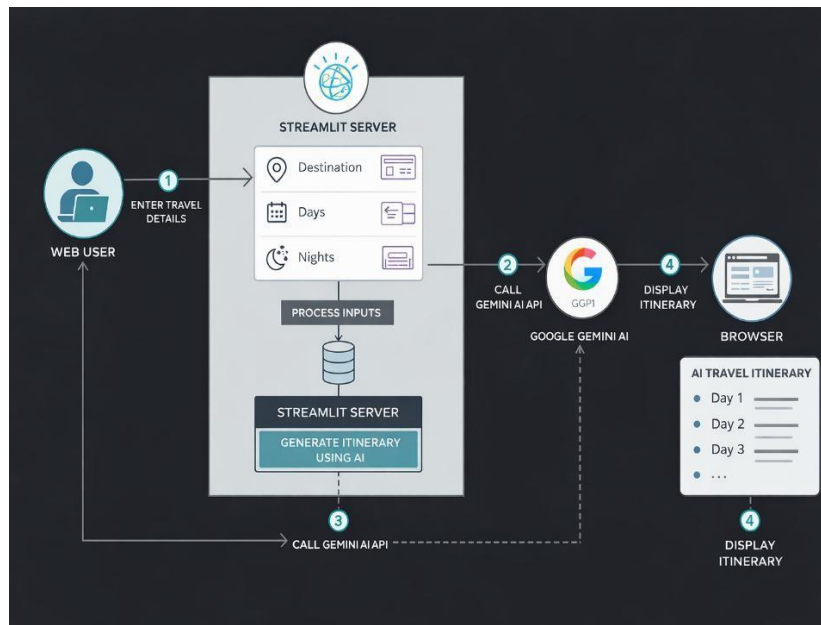 STREAMLIT SERVER
Destination
Days
Nights
1
ENTER TRAVEL
DETAILS
WEB USER
PROCESS INPUTS
STREAMLIT SERVER
GENERATE ITINERARY
USING AI
2
CALL
GEMINI AI API
GGP1
GOOGLE GEMINI AI
4
DISPLAY
ITINERARY
BROWSER
AI TRAVEL ITINERARY
Day 1
Day 2
Day 3
...
3
CALL GEMINI AI API
4
DISPLAY
ITINERARY